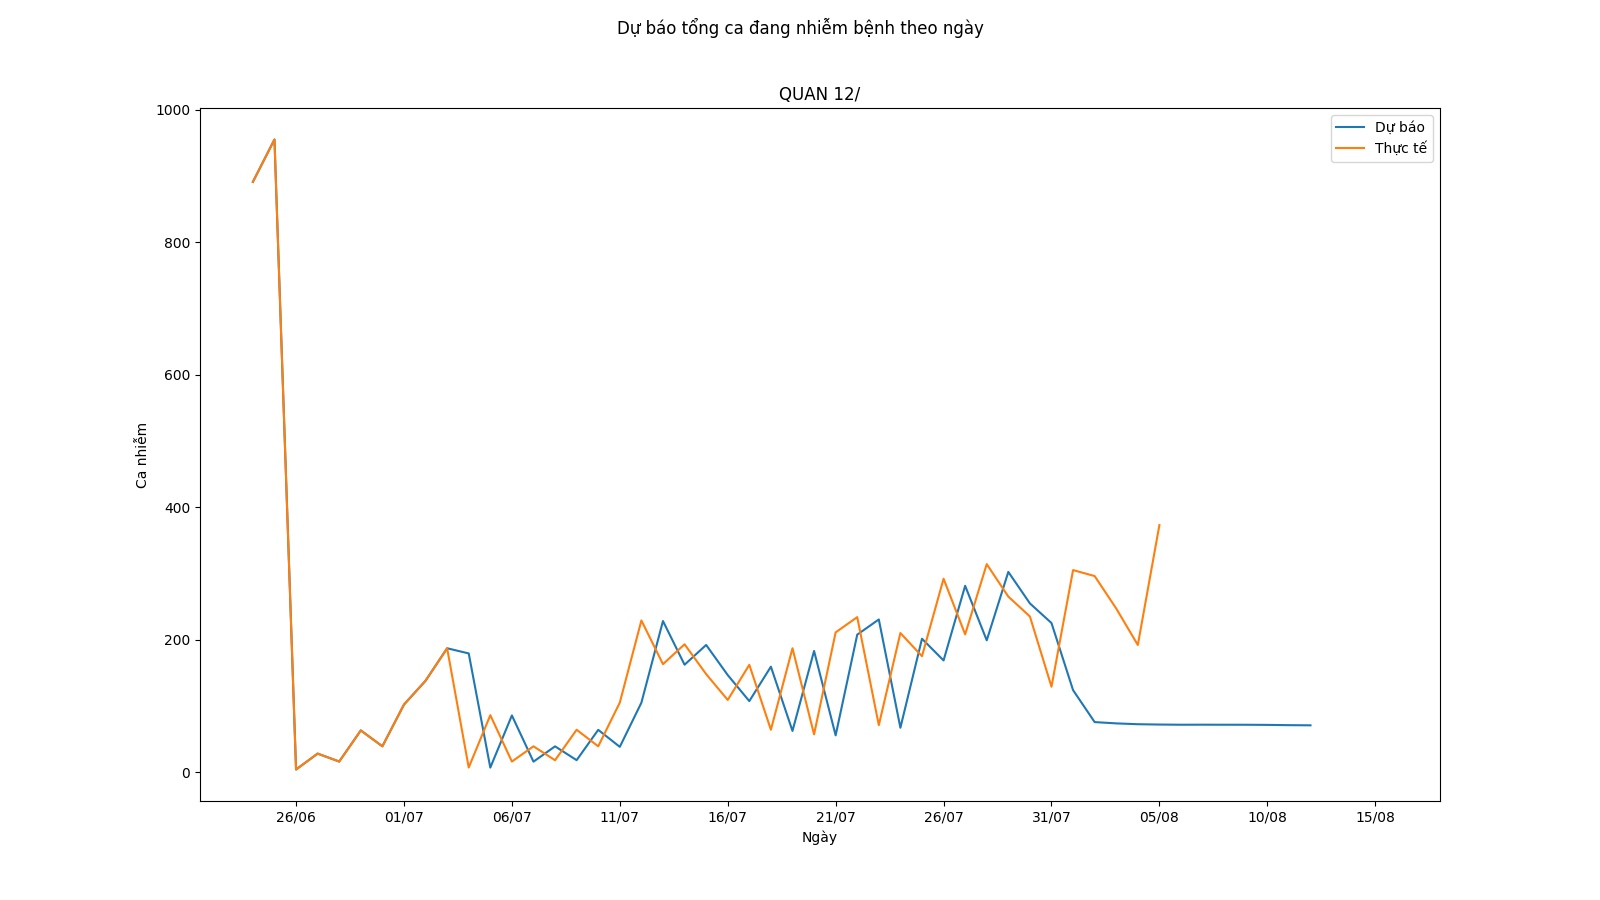 Dự báo tổng ca đang nhiễm bệnh theo ngày
QUAN 12/
1000
800
600
400
200
0
Ca nhiễm
Dự báo
Thực tế
26/06 01/07 06/07 11/07 16/07 21/07 26/07 31/07 05/08 10/08 15/08
Ngày